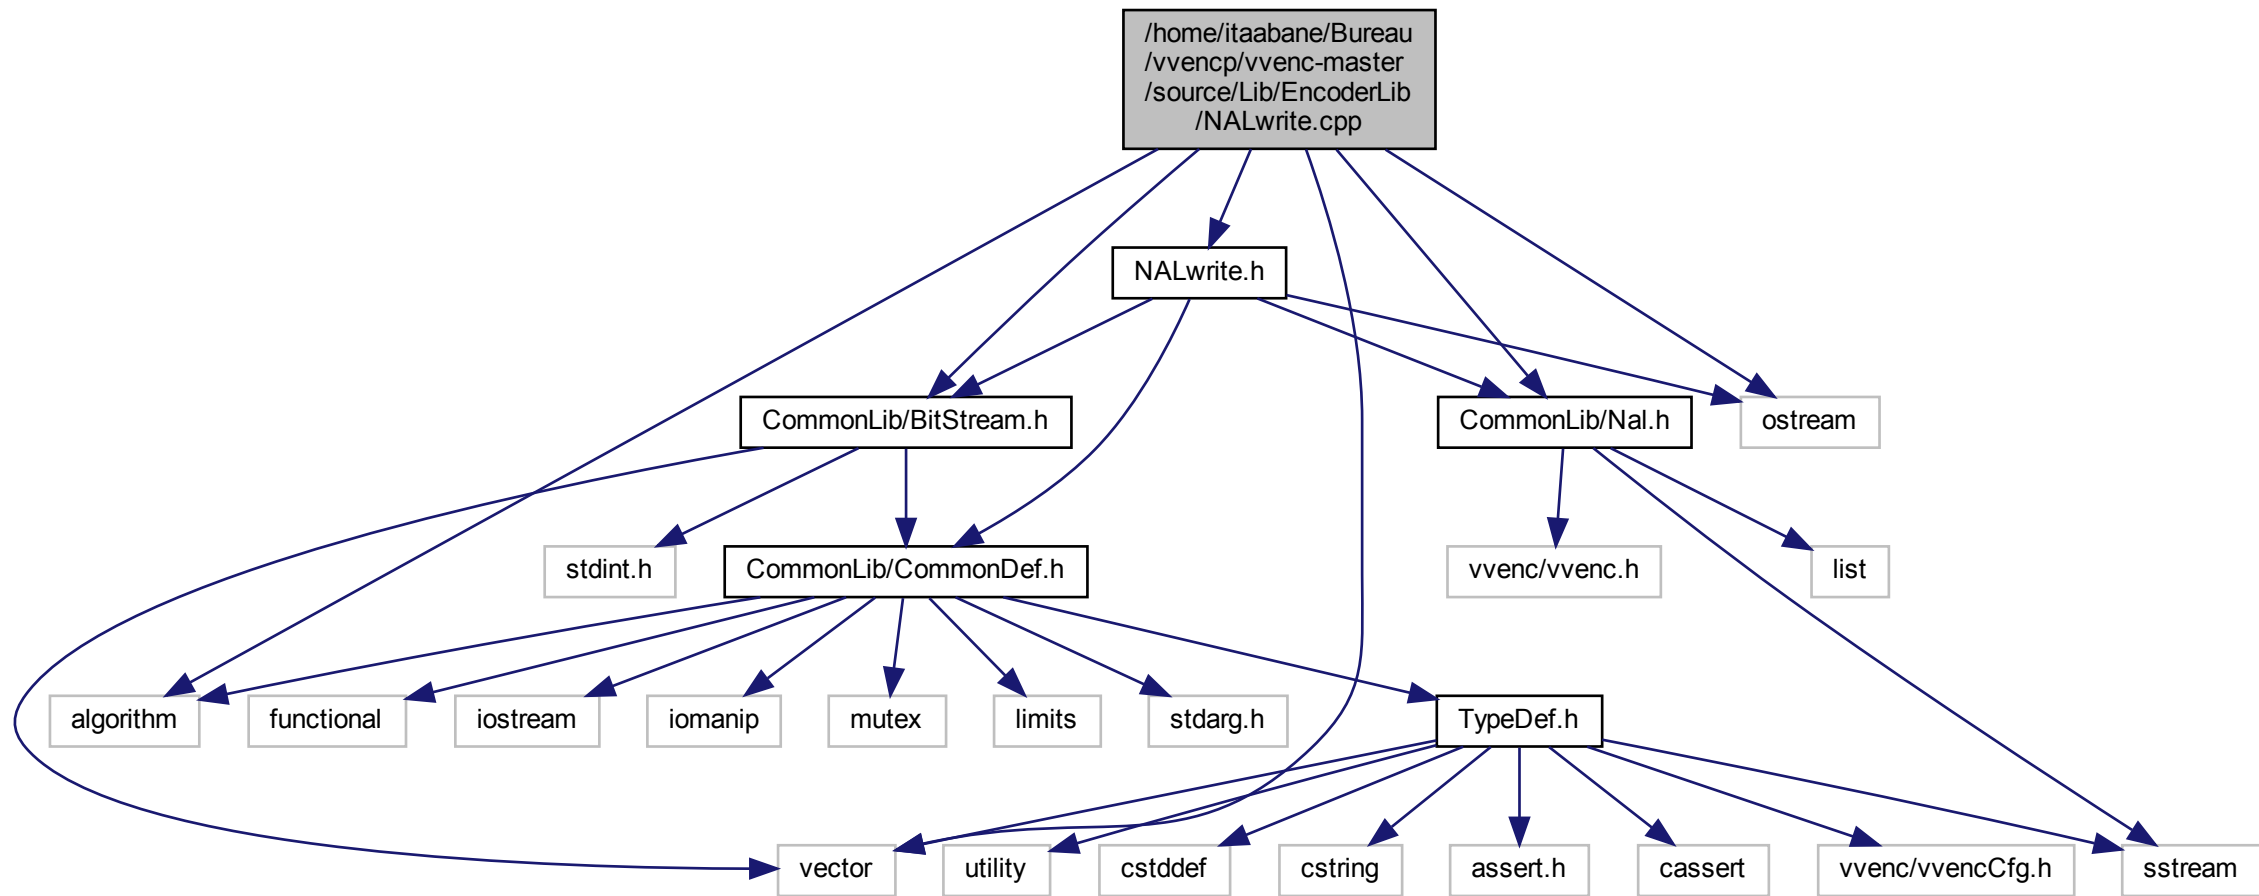 /home/itaabane/Bureau
/vvencp/vvenc-master
/source/Lib/EncoderLib
/NALwrite.cpp
NALwrite.h
CommonLib/BitStream.h
CommonLib/Nal.h
ostream
stdint.h
CommonLib/CommonDef.h
vvenc/vvenc.h
list
algorithm
functional
iostream
iomanip
mutex
limits
stdarg.h
TypeDef.h
vector
utility
cstddef
cstring
assert.h
cassert
vvenc/vvencCfg.h
sstream